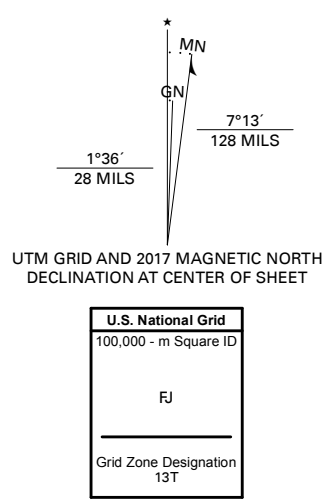 ★
MN
GN
7°13´
128 MILS
1°36´
28 MILS
UTM GRID AND 2017 MAGNETIC NORTH
DECLINATION AT CENTER OF SHEET
U.S. National Grid
100,000 - m Square ID
FJ
Grid Zone Designation
13T